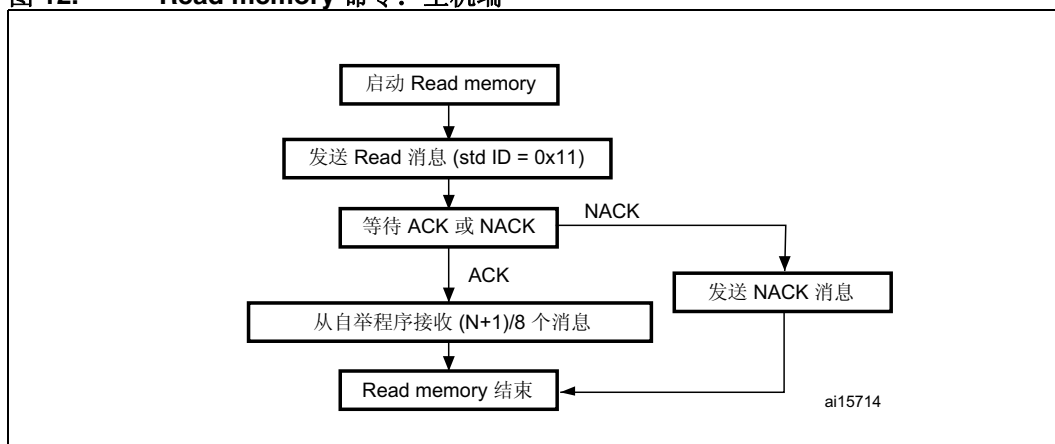 图 12. Read memory 命令：主机端
启动 Read memory
发送 Read 消息 (std ID = 0x11)
等待 ACK 或 NACK
NACK
ACK
发送 NACK 消息
从自举程序接收 (N+1)/8 个消息
Read memory 结束
ai15714